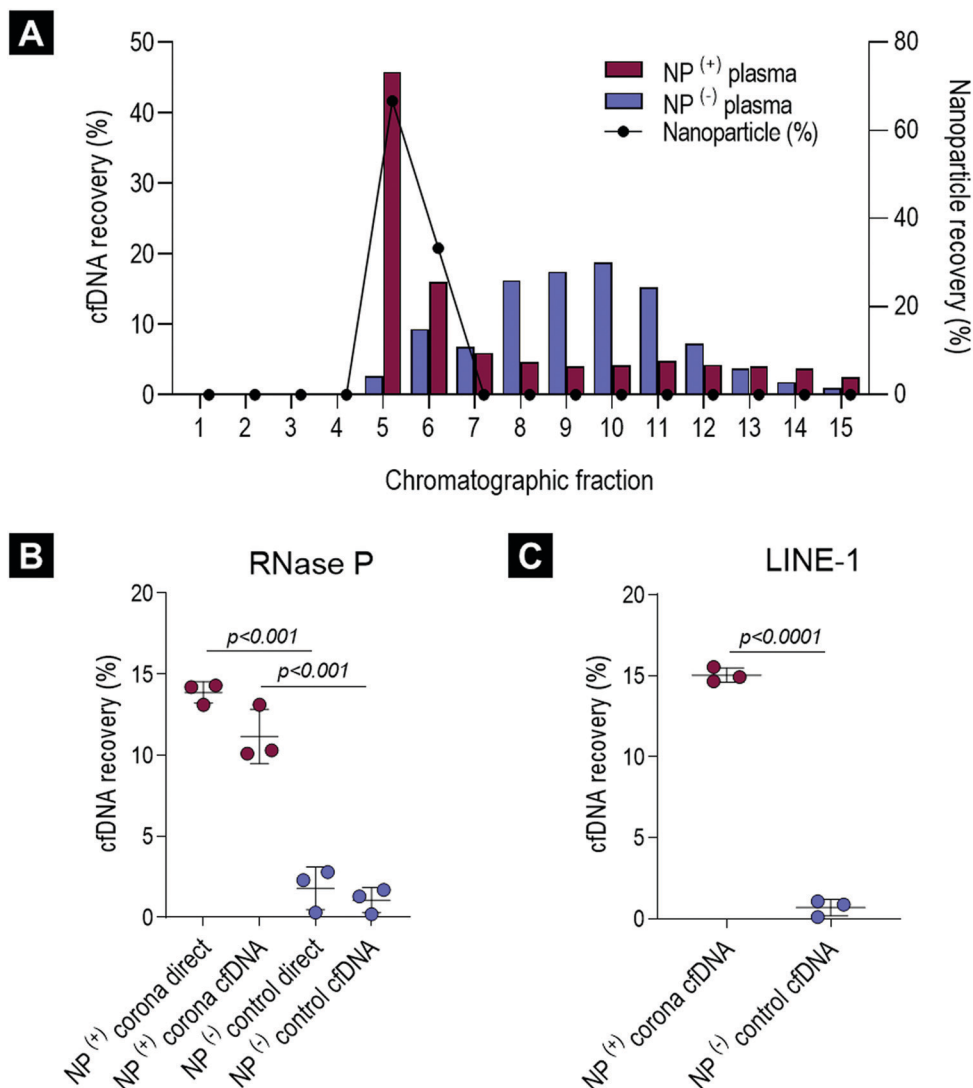 A
NP (+) plasma
NP (-) plasma
Nanoparticle (%)
cfDNA recovery (%)
50
40
30
20
10
0
Nanoparticle recovery (%)
80
60
40
20
0
1 2 3 4 5 6 7 8 9 10 11 12 13 14 15
Chromatographic fraction
B
RNase P
cfDNA recovery (%)
20
15
10
5
0
p<0.001
p<0.001
NP (+) corona direct
NP (+) corona cfDNA
NP (-) control direct
NP (-) control cfDNA
C
LINE-1
cfDNA recovery (%)
20
15
10
5
0
p<0.0001
NP (+) corona cfDNA
NP (-) control cfDNA